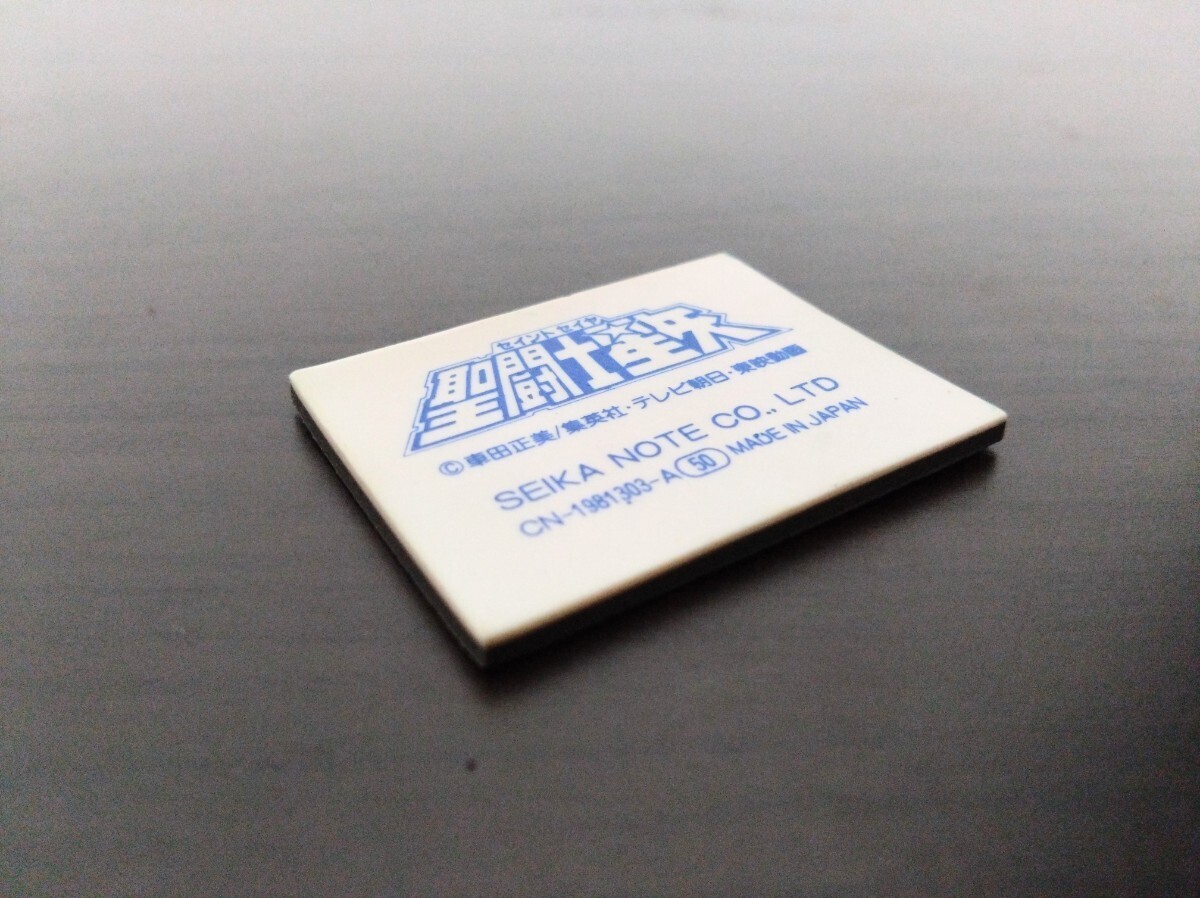 セイントセイヤ
聖闘士星矢
©車田正美/集英社・テレビ朝日・東映動画
SEIKA NOTE CO., LTD
CN-1981303-A 50 MADE IN JAPAN